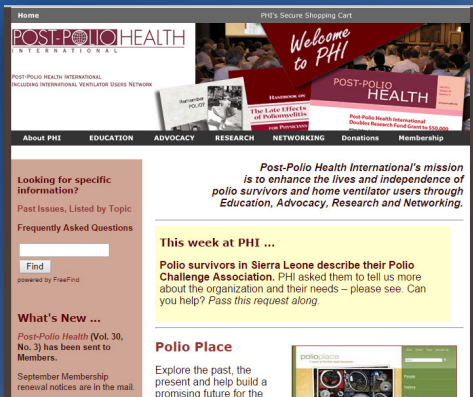 Home
PHI's Secure Shopping Cart
POST-POLIO HEALTH
INTERNATIONAL
POST-POLIO HEALTH INTERNATIONAL
INCLUDING INTERNATIONAL VENTILATOR USERS NETWORK
Welcome
to PHI
Remember
POLIO?
HANDBOOK ON
The Late Effects
of Poliomyelitis
FOR PHYSICIANS
POST-POLIO
HEALTH
Post-Polio Health International
Doubles Research Fund Grant to $50,000
About PHI EDUCATION ADVOCACY RESEARCH NETWORKING Donations Membership
Looking for specific
information?
Past Issues, Listed by Topic
Frequently Asked Questions
Find
powered by FreeFind
What's New ...
Post-Polio Health (Vol. 30,
No. 3) has been sent to
Members.
September Membership
renewal notices are in the mail.
Post-Polio Health International's mission
is to enhance the lives and independence of
polio survivors and home ventilator users through
Education, Advocacy, Research and Networking.
This week at PHI ...
Polio survivors in Sierra Leone describe their Polio
Challenge Association. PHI asked them to tell us more
about the organization and their needs – please see. Can
you help? Pass this request along.
Polio Place
Explore the past, the
present and help build a
promising future for the
polioplace
People
History